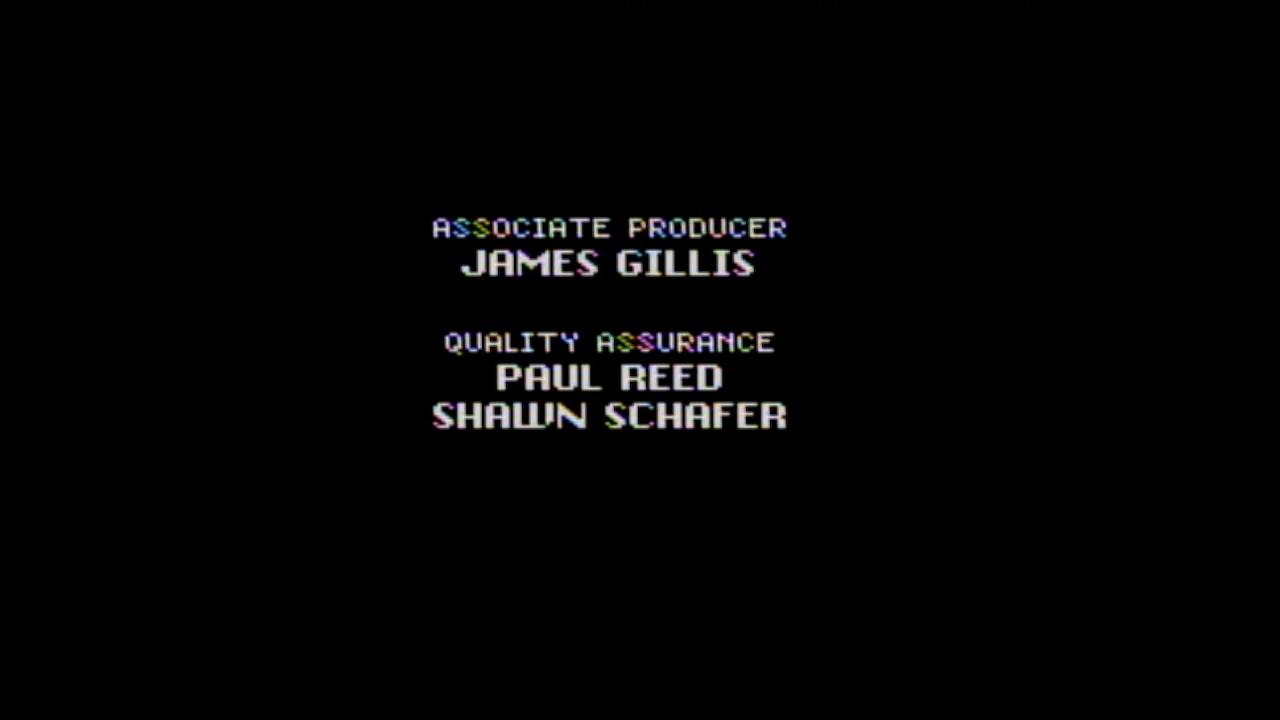 ASSOCIATE PRODUCER
JAMES GILLIS
QUALITY ASSURANCE
PAUL REED
SHAWN SCHAFER